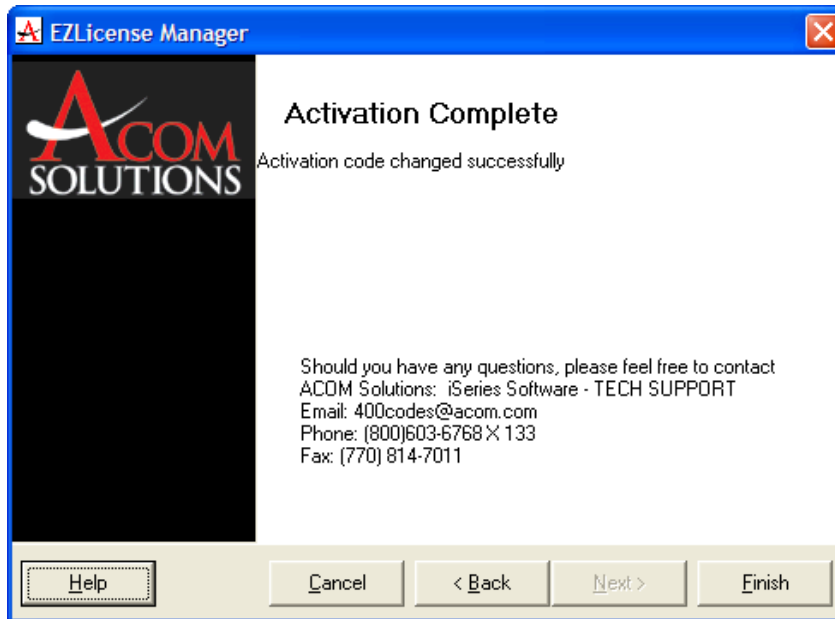 EZLicense Manager
ACOM
SOLUTIONS
Activation Complete
Activation code changed successfully
Should you have any questions, please feel free to contact
ACOM Solutions: iSeries Software - TECH SUPPORT
Email: 400codes@acom.com
Phone: (800)603-6768 X 133
Fax: (770) 814-7011
Help Cancel < Back Next > Finish